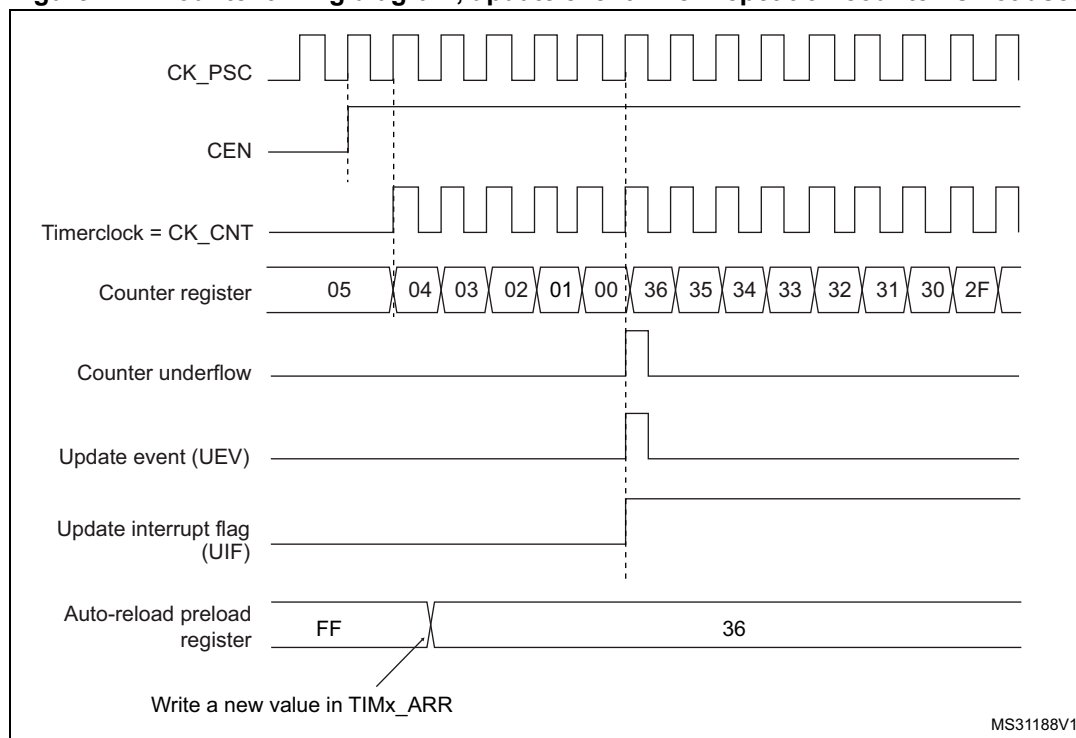 CK_PSC
CEN
Timerclock = CK_CNT
Counter register 05 04 03 02 01 00 36 35 34 33 32 31 30 2F
Counter underflow
Update event (UEV)
Update interrupt flag
(UIF)
Auto-reload preload
register FF 36
Write a new value in TIMx_ARR
MS31188V1